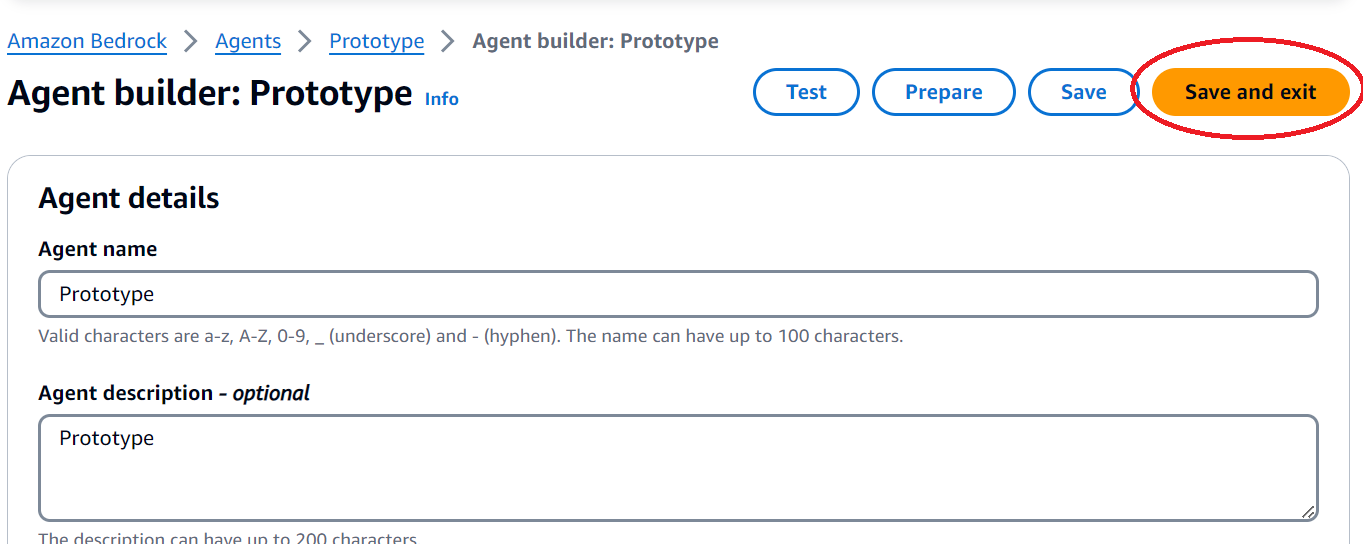 Amazon Bedrock > Agents > Prototype > Agent builder: Prototype
Agent builder: Prototype Info Test Prepare Save Save and exit
Agent details
Agent name
Prototype
Valid characters are a-z, A-Z, 0-9, _ (underscore) and - (hyphen). The name can have up to 100 characters.
Agent description - optional
Prototype
The description can have up to 200 characters.